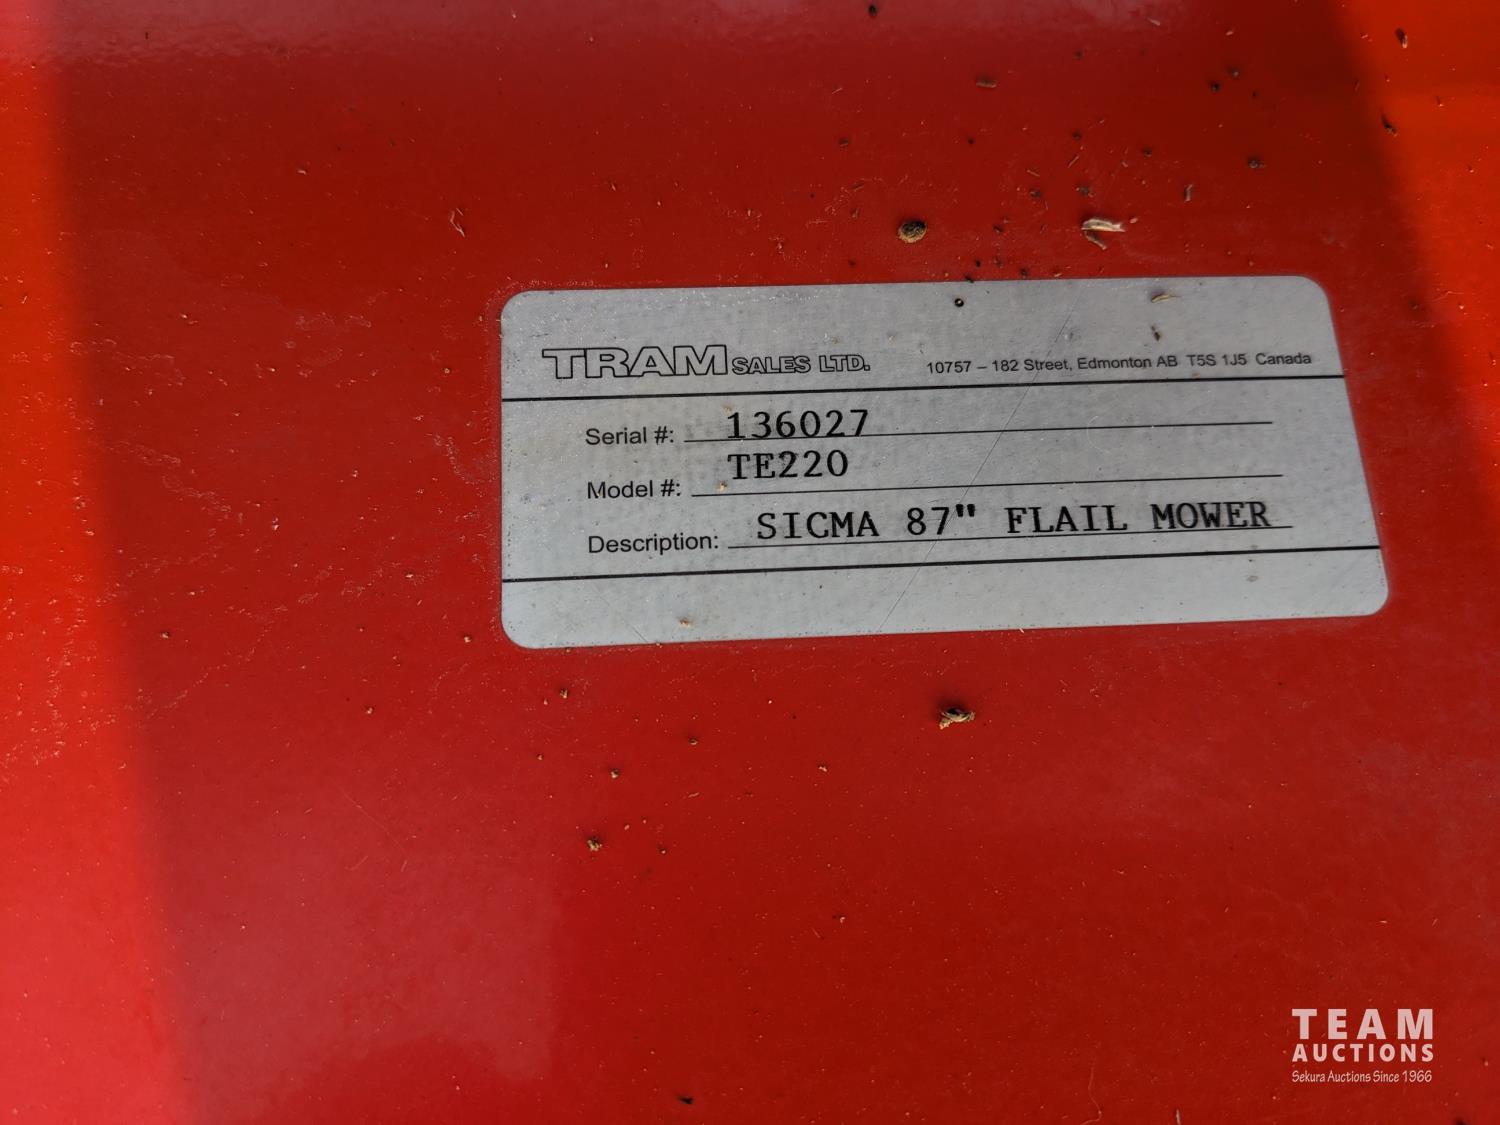 TRAM SALES LTD. 10757 – 182 Street, Edmonton AB T5S 1J5 Canada
Serial #: 136027
Model #: TE220
Description: SICMA 87" FLAIL MOWER
TEAM
AUCTIONS
Sekura Auctions Since 1966